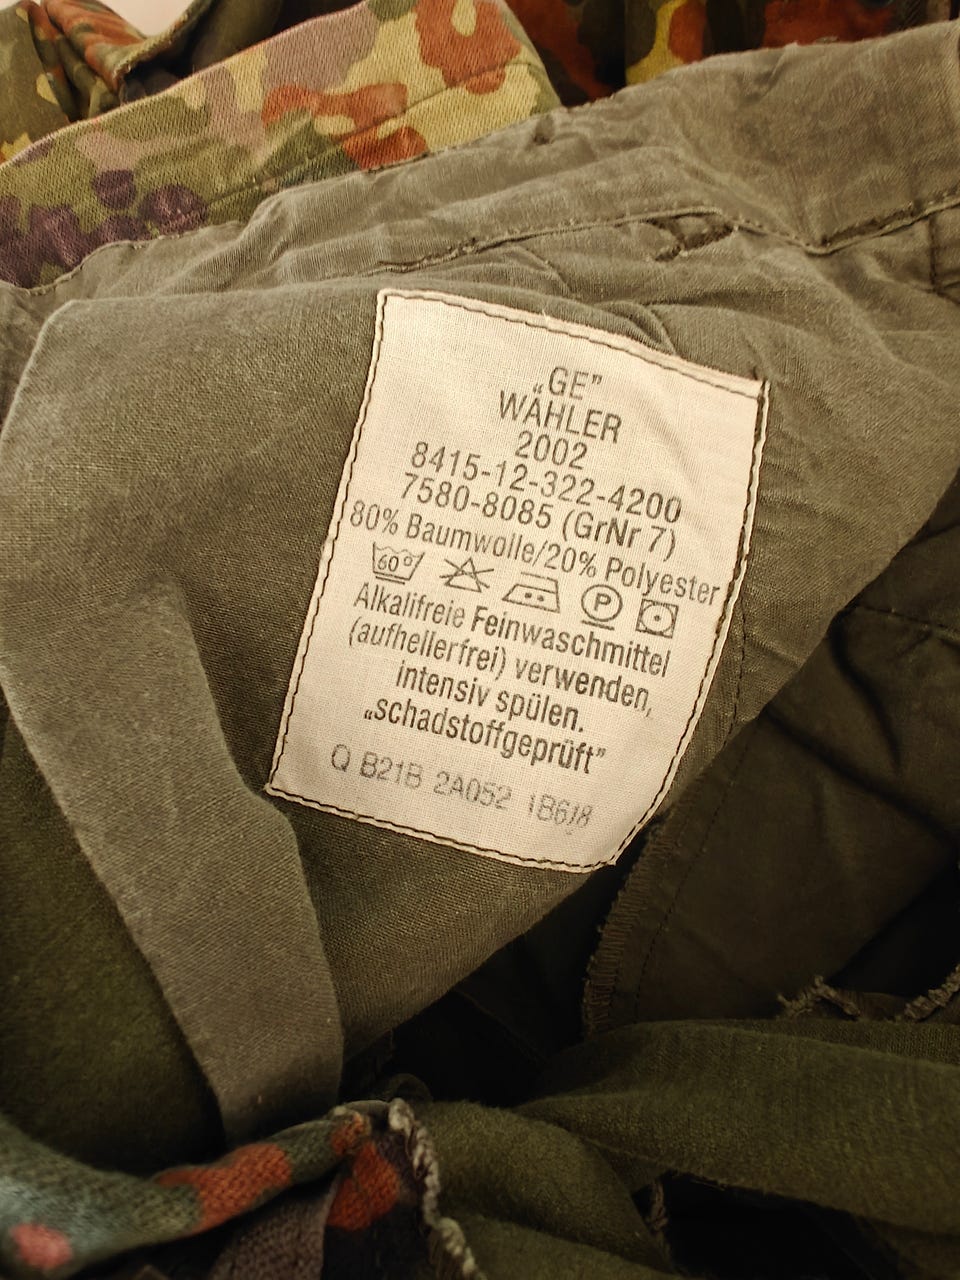 „GE”
WÄHLER
2002
8415-12-322-4200
7580-8085 (GrNr 7)
80% Baumwolle/20% Polyester
60° P
Alkalifreie Feinwaschmittel
(aufhellerfrei) verwenden,
intensiv spülen.
„schadstoffgeprüft”
Q B21B 2A052